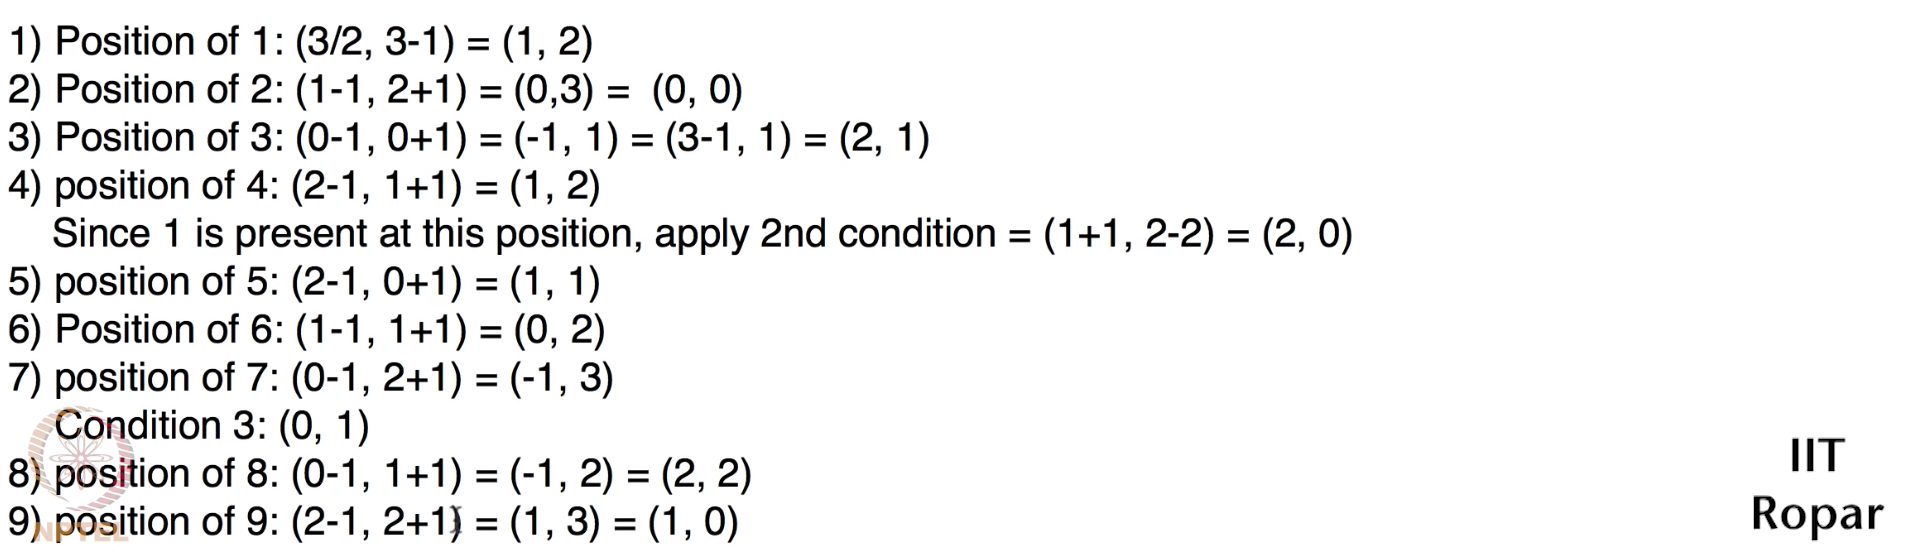 1) Position of 1: (3/2, 3-1) = (1, 2)
2) Position of 2: (1-1, 2+1) = (0,3) = (0, 0)
3) Position of 3: (0-1, 0+1) = (-1, 1) = (3-1, 1) = (2, 1)
4) position of 4: (2-1, 1+1) = (1, 2)
Since 1 is present at this position, apply 2nd condition = (1+1, 2-2) = (2, 0)
5) position of 5: (2-1, 0+1) = (1, 1)
6) Position of 6: (1-1, 1+1) = (0, 2)
7) position of 7: (0-1, 2+1) = (-1, 3)
Condition 3: (0, 1)
8) position of 8: (0-1, 1+1) = (-1, 2) = (2, 2)
9) position of 9: (2-1, 2+1) = (1, 3) = (1, 0)
NPTEL
IIT
Ropar